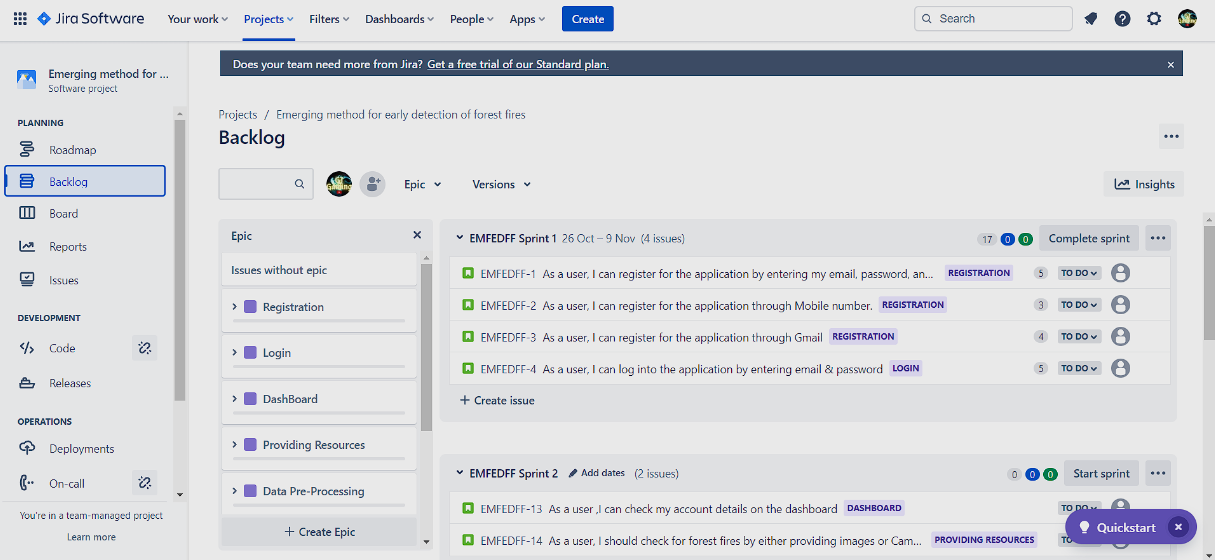 Jira Software Your work Projects Filters Dashboards People Apps Create Search
Emerging method for ...
Software project
PLANNING
Roadmap
Backlog
Board
Reports
Issues
DEVELOPMENT
Code
Releases
OPERATIONS
Deployments
On-call
You're in a team-managed project
Learn more
Does your team need more from Jira? Get a free trial of our Standard plan.
Projects / Emerging method for early detection of forest fires
Backlog
Epic Versions Insights
Epic
Issues without epic
Registration
Login
DashBoard
Providing Resources
Data Pre-Processing
+ Create Epic
EMFEDFF Sprint 1 26 Oct – 9 Nov (4 issues) 17 0 0 Complete sprint
EMFEDFF-1 As a user, I can register for the application by entering my email, password, an... REGISTRATION 5 TO DO
EMFEDFF-2 As a user, I can register for the application through Mobile number. REGISTRATION 3 TO DO
EMFEDFF-3 As a user, I can register for the application through Gmail REGISTRATION 4 TO DO
EMFEDFF-4 As a user, I can log into the application by entering email & password LOGIN 5 TO DO
+ Create issue
EMFEDFF Sprint 2 Add dates (2 issues) 0 0 0 Start sprint
EMFEDFF-13 As a user ,I can check my account details on the dashboard DASHBOARD TO DO
EMFEDFF-14 As a user, I should check for forest fires by either providing images or Cam... PROVIDING RESOURCES
Quickstart